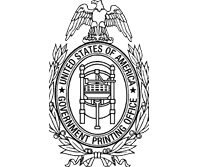 UNITED STATES OF AMERICA
GOVERNMENT PRINTING OFFICE